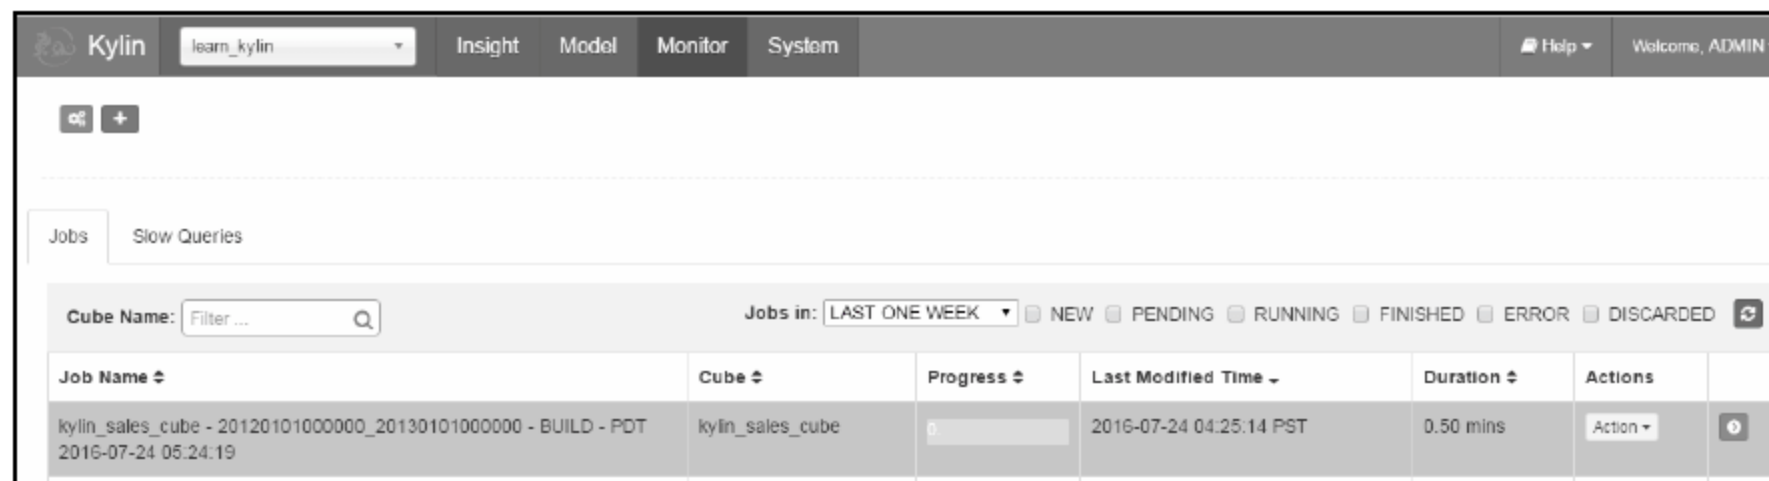 Kylin learn_kylin Insight Model Monitor System Help Welcome, ADMIN
Jobs Slow Queries
Cube Name: Filter ... Jobs in: LAST ONE WEEK NEW PENDING RUNNING FINISHED ERROR DISCARDED
Job Name Cube Progress Last Modified Time Duration Actions
kylin_sales_cube - 20120101000000_20130101000000 - BUILD - PDT kylin_sales_cube 0. 2016-07-24 04:25:14 PST 0.50 mins Action
2016-07-24 05:24:19